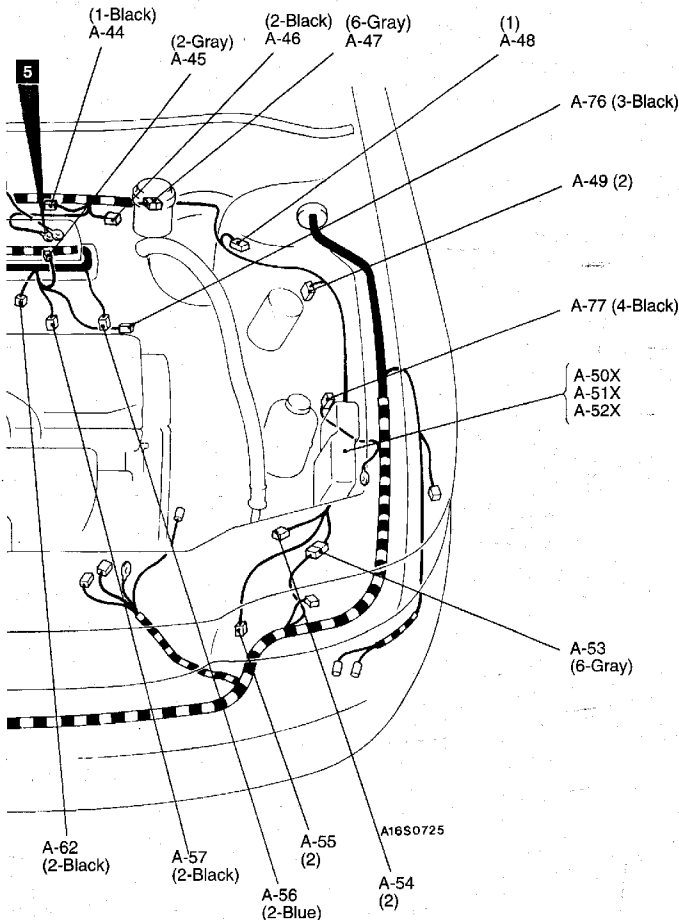 (1-Black)
A-44
(2-Gray)
A-45
(2-Black)
A-46
(6-Gray)
A-47
(1)
A-48
5
A-76 (3-Black)
A-49 (2)
A-77 (4-Black)
A-50X
A-51X
A-52X
A-53
(6-Gray)
A16S0725
A-62
(2-Black)
A-57
(2-Black)
A-56
(2-Blue)
A-55
(2)
A-54
(2)